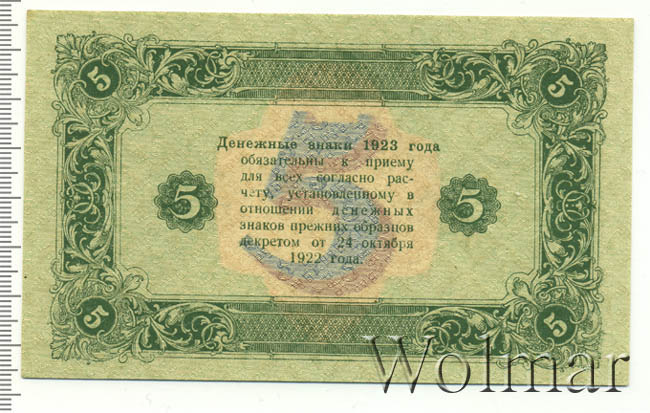 5 5
Денежные знаки 1923 года
обязательны к приему
для всех согласно рас-
чету, установленному в
5 отношении денежных 5
знаков прежних образцов
декретом от 24 октября
1922 года.
5
5 5
Wolmar